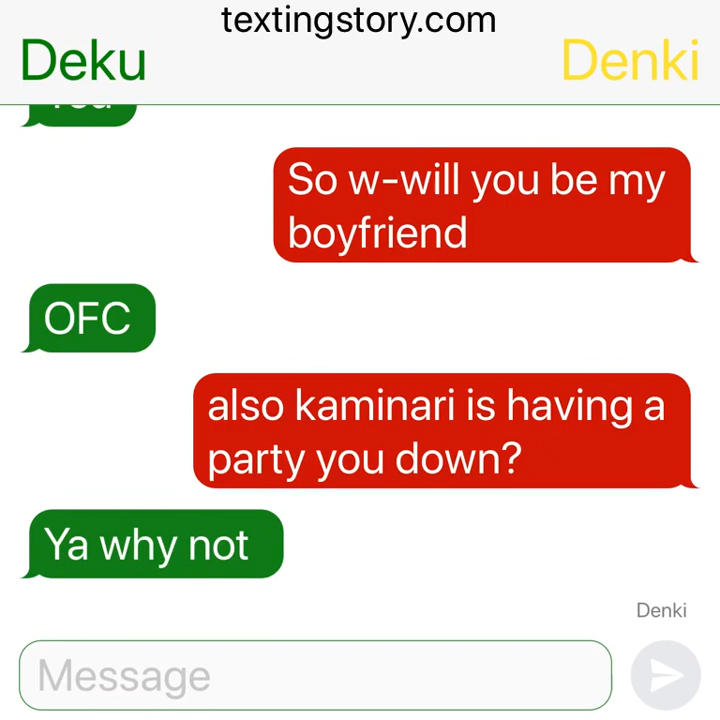 textingstory.com
Deku
Denki
So w-will you be my
boyfriend
OFC
also kaminari is having a
party you down?
Ya why not
Denki
Message